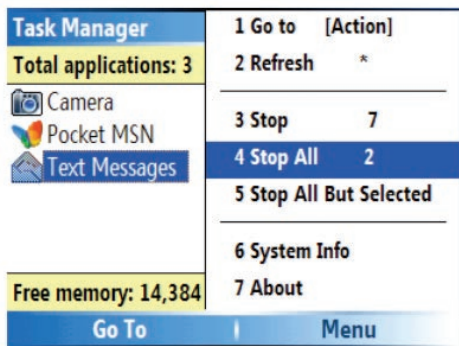 Task Manager
Total applications: 3
Camera
Pocket MSN
Text Messages
Free memory: 14,384
1 Go to [Action]
2 Refresh *
3 Stop 7
4 Stop All 2
5 Stop All But Selected
6 System Info
7 About
Go To Menu